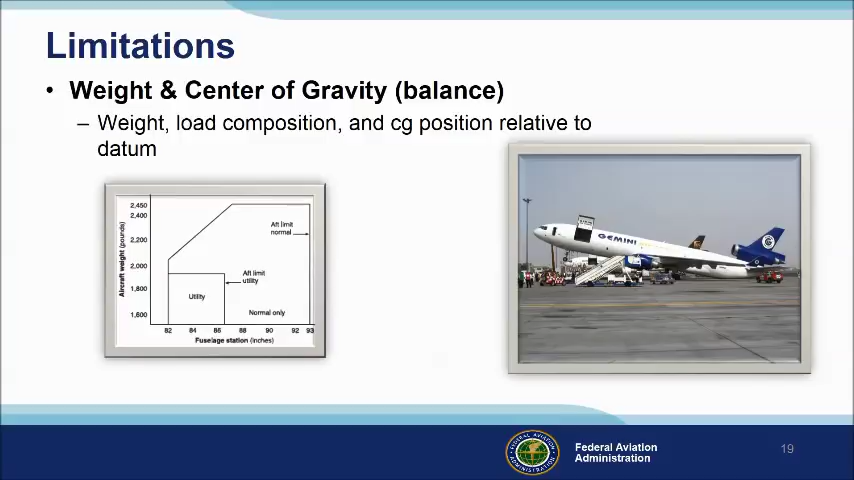 Limitations
• Weight & Center of Gravity (balance)
– Weight, load composition, and cg position relative to
datum
2,450
2,400
2,200
2,000
1,800
1,600
Aircraft weight (pounds)
Aft limit
normal
Aft limit
utility
Utility
Normal only
82 84 86 88 90 92 93
Fuselage station (inches)
GEMINI
G
Federal Aviation
Administration
19